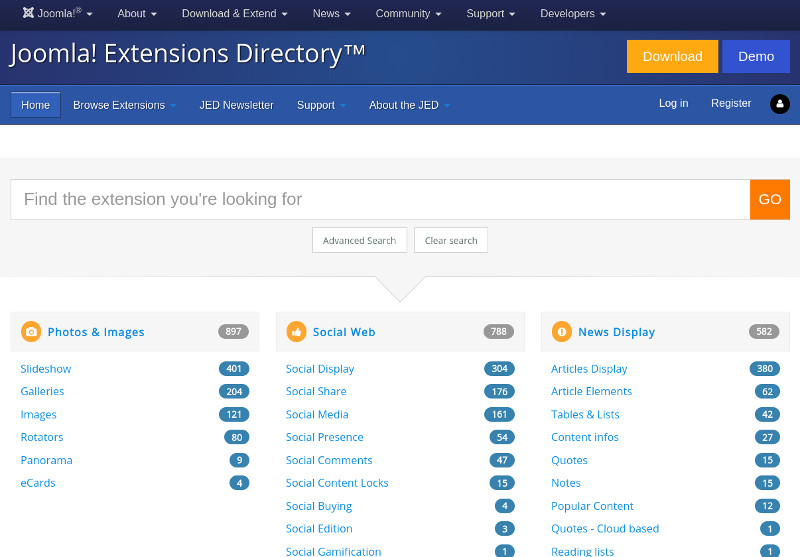 Joomla!® About Download & Extend News Community Support Developers
Joomla! Extensions Directory™
Download Demo
Home Browse Extensions JED Newsletter Support About the JED Log in Register
Find the extension you're looking for GO
Advanced Search Clear search
Photos & Images 897
Slideshow 401
Galleries 204
Images 121
Rotators 80
Panorama 9
eCards 4
Social Web 788
Social Display 304
Social Share 176
Social Media 161
Social Presence 54
Social Comments 47
Social Content Locks 15
Social Buying 4
Social Edition 3
Social Gamification 1
News Display 582
Articles Display 380
Article Elements 62
Tables & Lists 42
Content infos 27
Quotes 15
Notes 15
Popular Content 12
Quotes - Cloud based 1
Reading lists 1